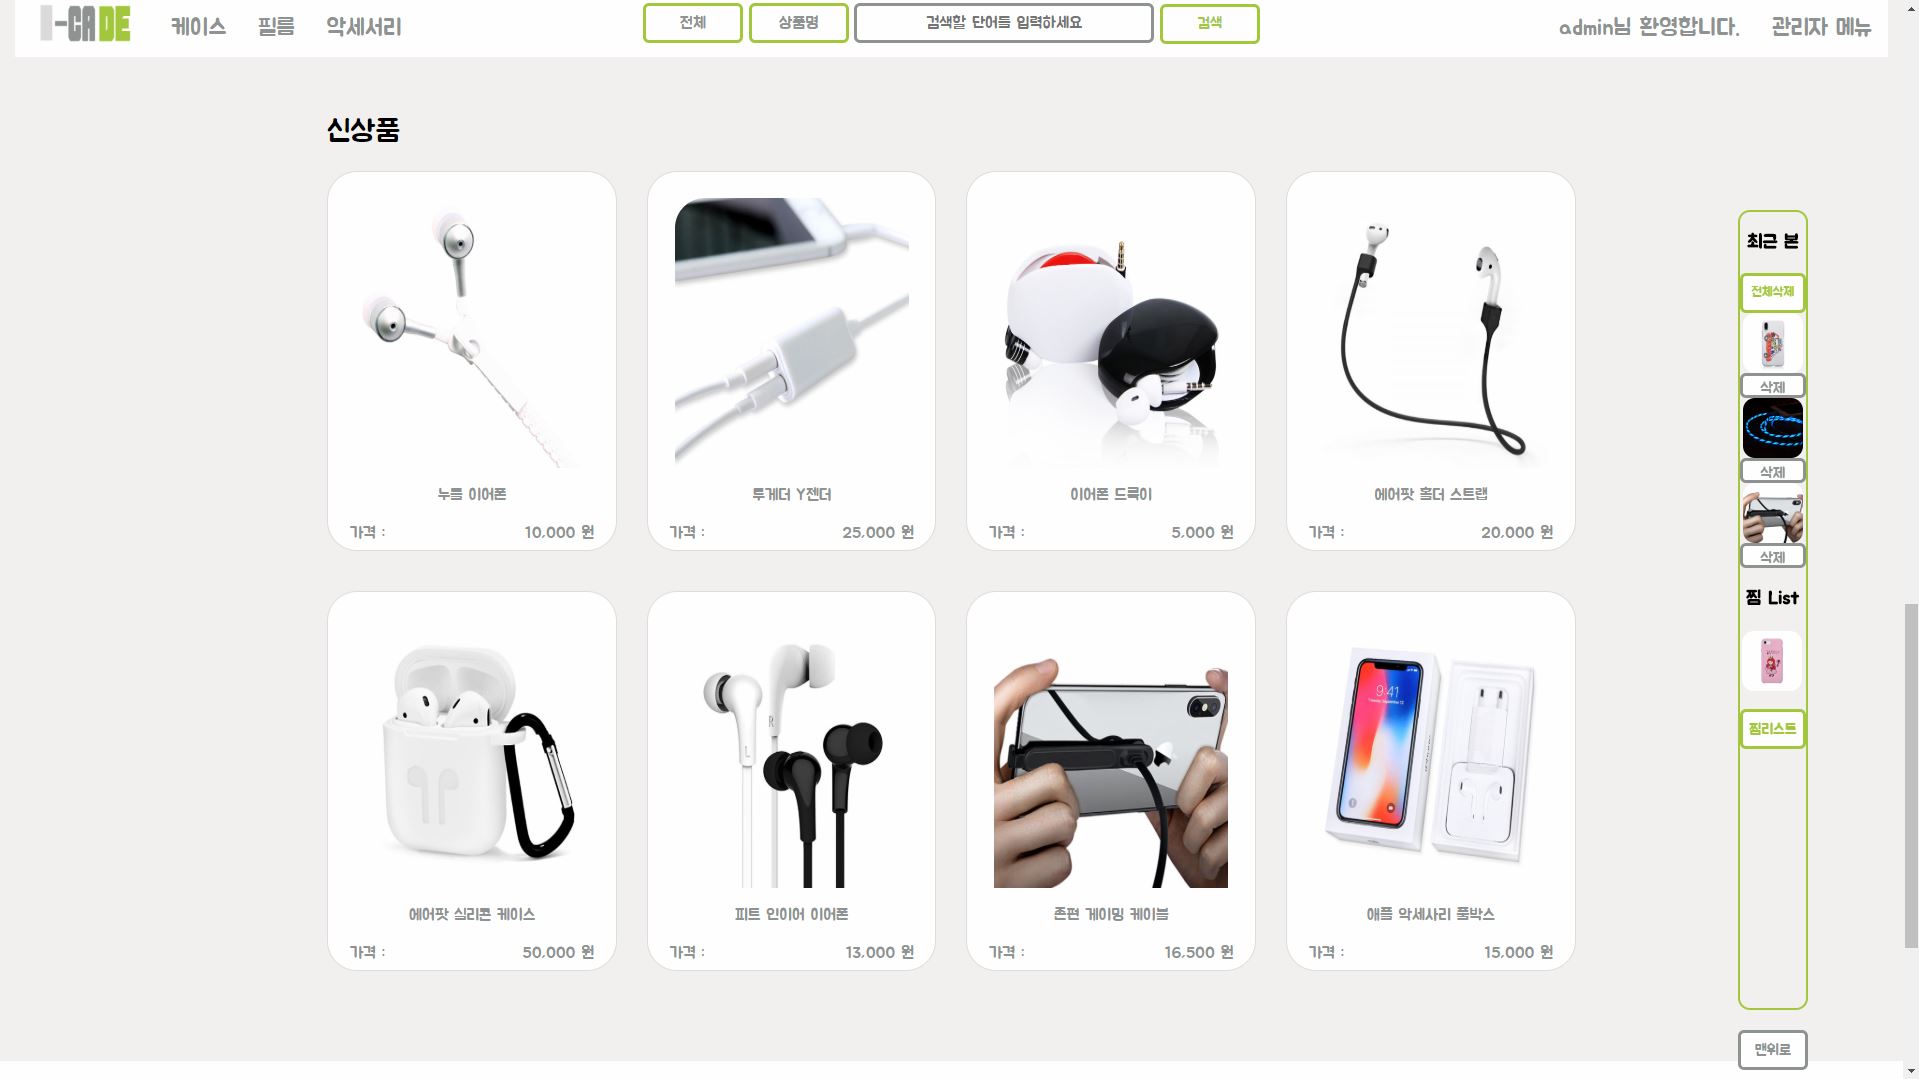 I-CADE
케이스 필름 악세서리
전체 상품명 검색할 단어를 입력하세요 검색
admin님 환영합니다. 관리자 메뉴
신상품
누름 이어폰
가격 : 10,000 원
투게더 Y젠더
가격 : 25,000 원
이어폰 드륵이
가격 : 5,000 원
에어팟 홀더 스트랩
가격 : 20,000 원
에어팟 실리콘 케이스
가격 : 50,000 원
피트 인이어 이어폰
가격 : 13,000 원
존편 게이밍 케이블
가격 : 16,500 원
9:41
애플 악세사리 풀박스
가격 : 15,000 원
최근 본
전체삭제
삭제
삭제
삭제
찜 List
찜리스트
맨위로